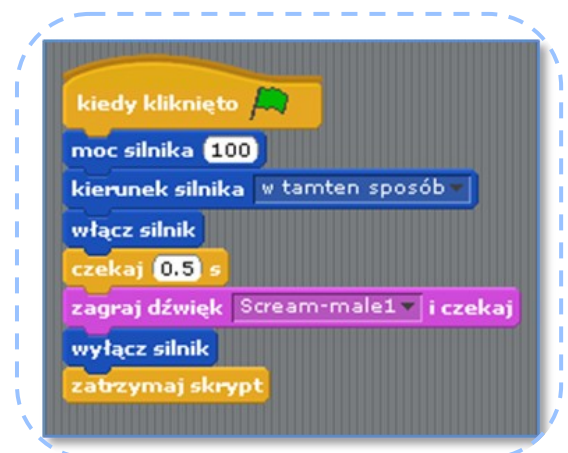 kiedy kliknięto
moc silnika 100
kierunek silnika w tamten sposób
włącz silnik
czekaj 0.5 s
zagraj dźwięk Scream-male1 i czekaj
wyłącz silnik
zatrzymaj skrypt